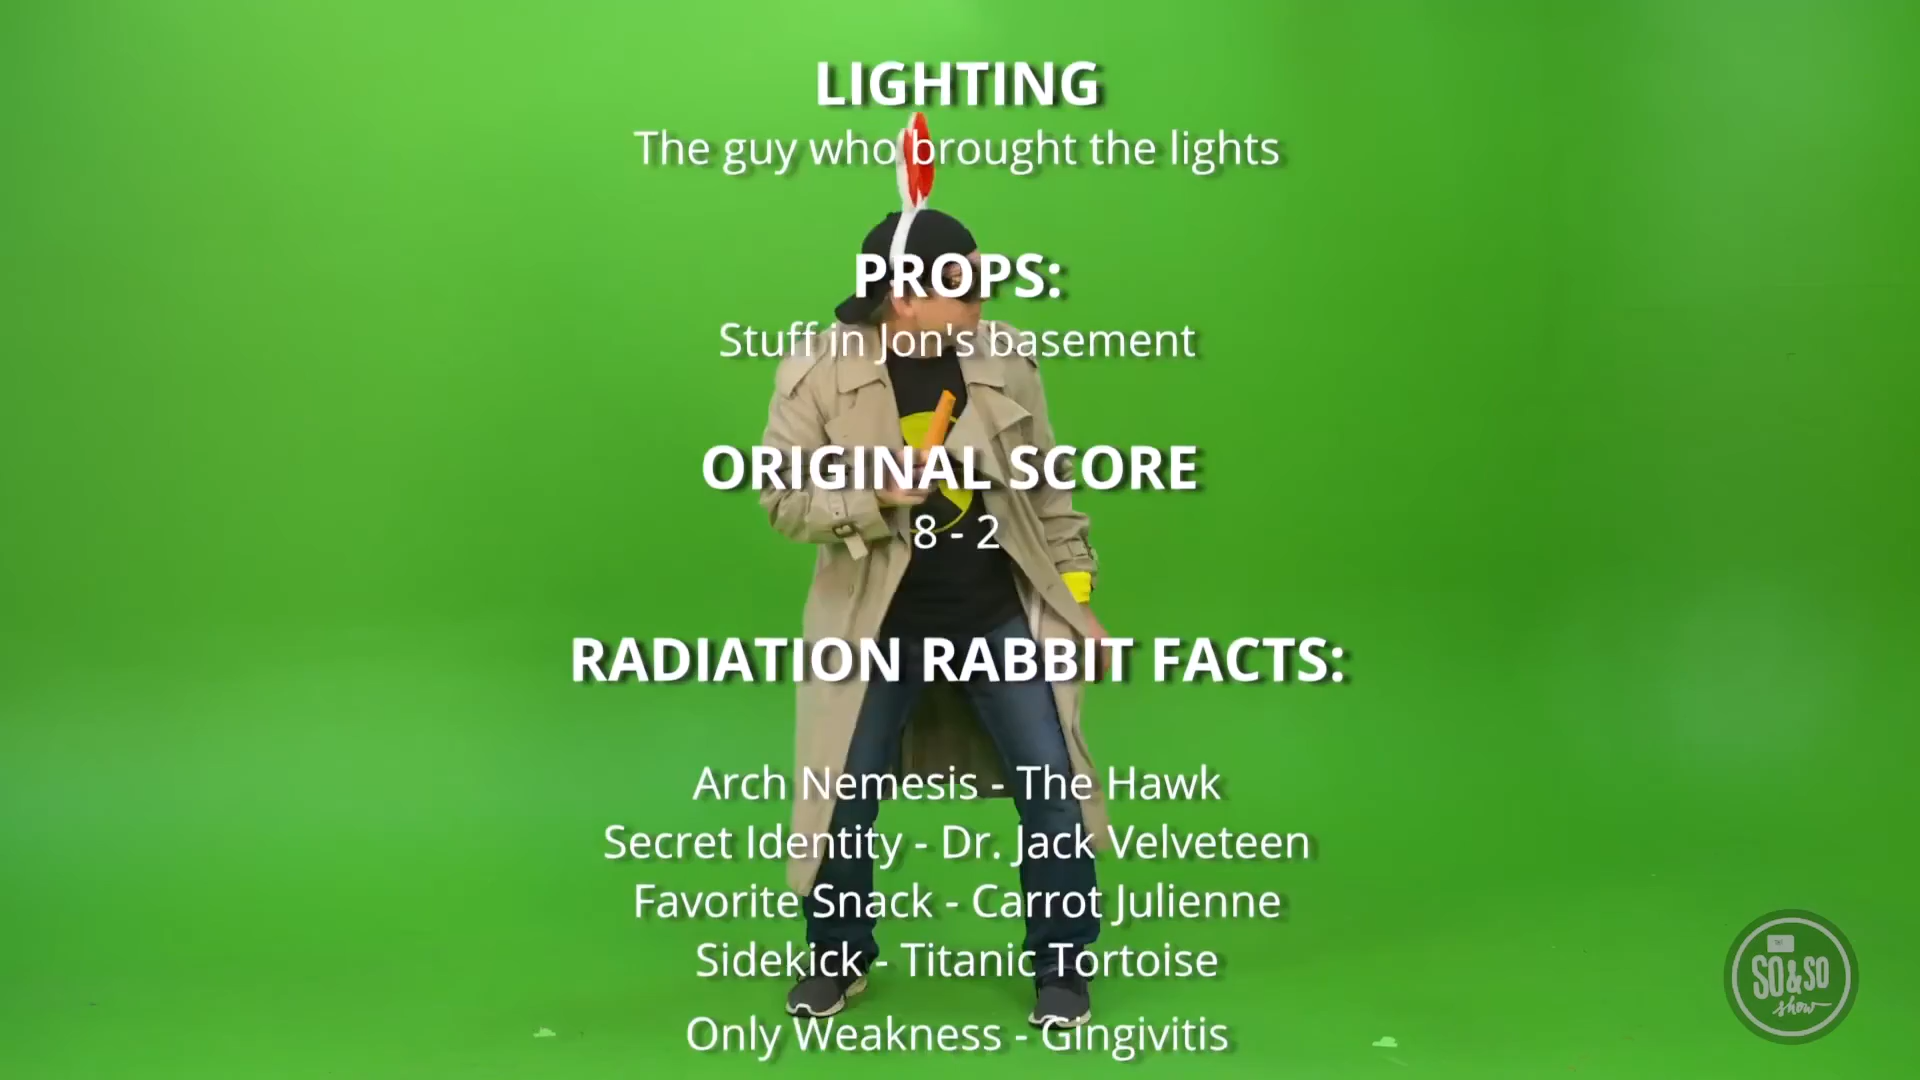 LIGHTING
The guy who brought the lights
PROPS:
Stuff in Jon's basement
ORIGINAL SCORE
8 - 2
RADIATION RABBIT FACTS:
Arch Nemesis - The Hawk
Secret Identity - Dr. Jack Velveteen
Favorite Snack - Carrot Julienne
Sidekick - Titanic Tortoise
Only Weakness - Gingivitis
SO & SO
show